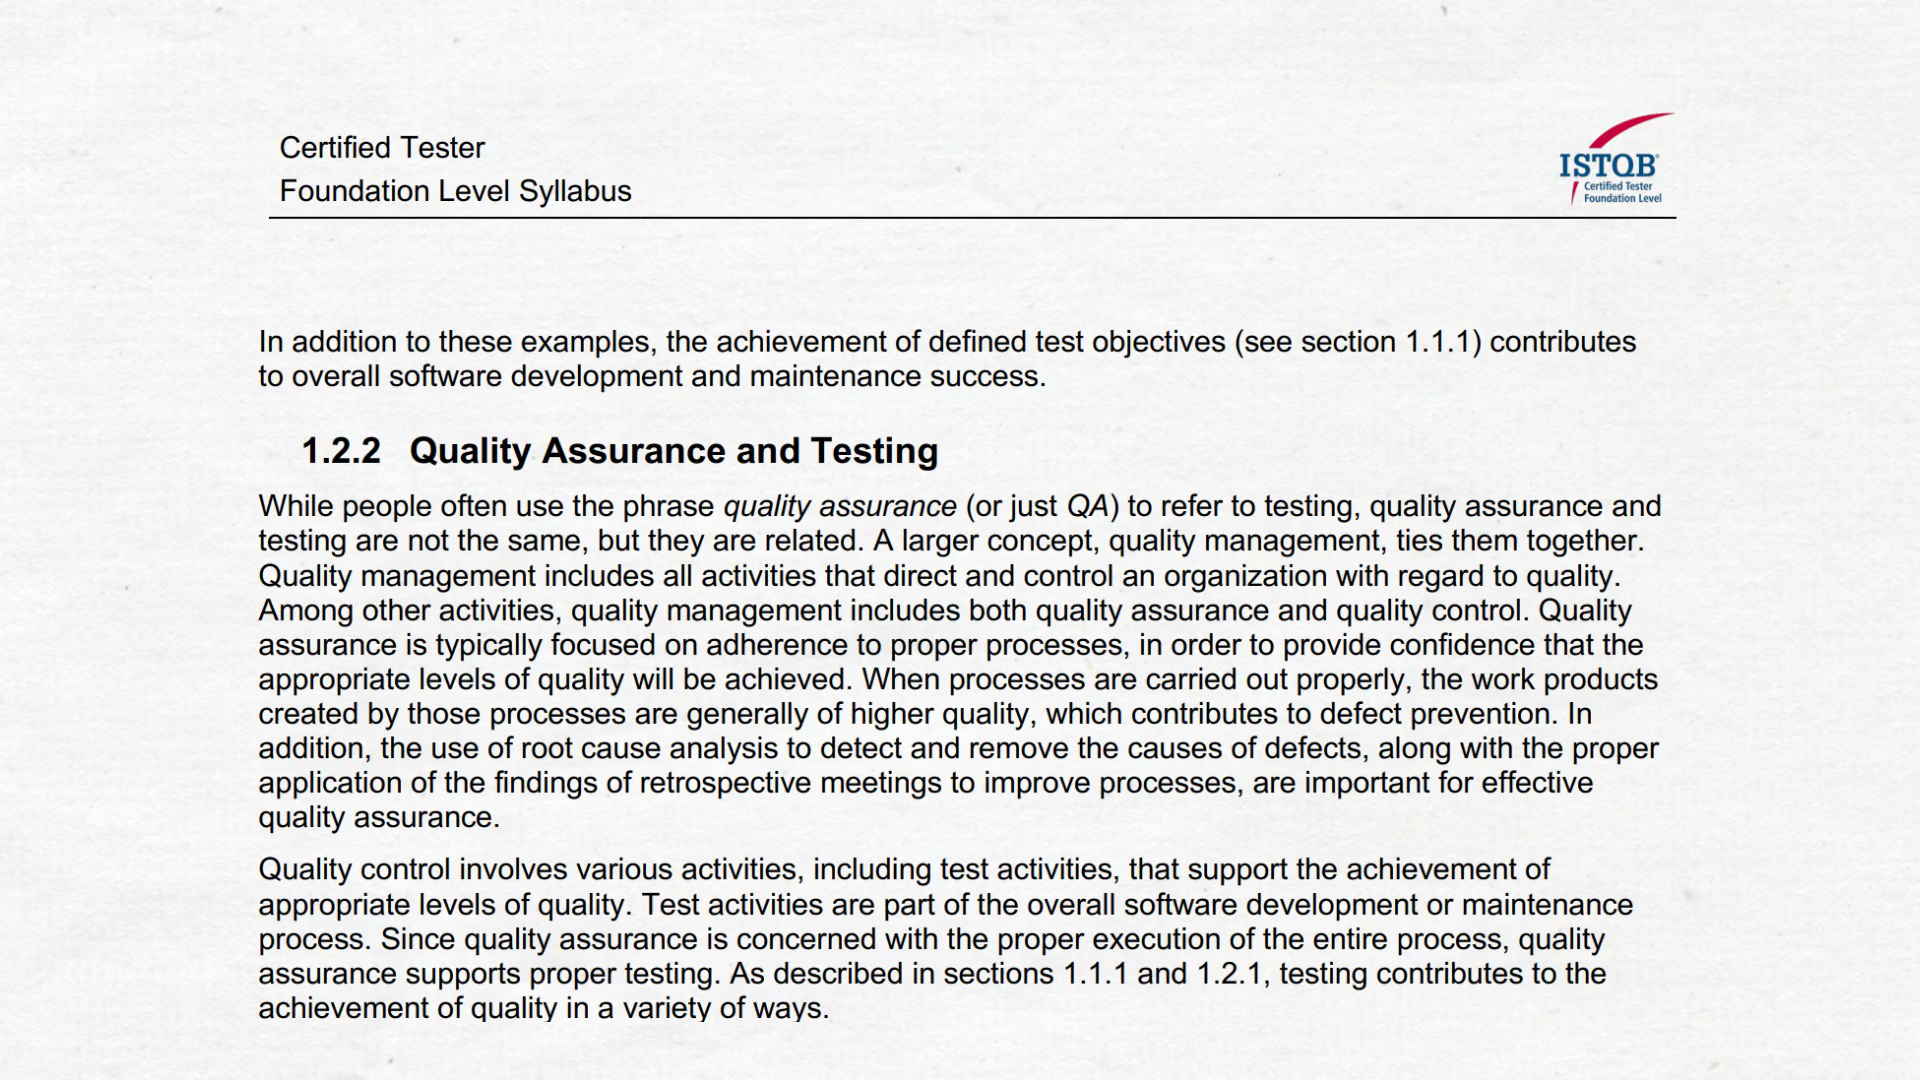 Certified Tester
Foundation Level Syllabus
ISTQB®
Certified Tester
Foundation Level
In addition to these examples, the achievement of defined test objectives (see section 1.1.1) contributes
to overall software development and maintenance success.
1.2.2 Quality Assurance and Testing
While people often use the phrase quality assurance (or just QA) to refer to testing, quality assurance and
testing are not the same, but they are related. A larger concept, quality management, ties them together.
Quality management includes all activities that direct and control an organization with regard to quality.
Among other activities, quality management includes both quality assurance and quality control. Quality
assurance is typically focused on adherence to proper processes, in order to provide confidence that the
appropriate levels of quality will be achieved. When processes are carried out properly, the work products
created by those processes are generally of higher quality, which contributes to defect prevention. In
addition, the use of root cause analysis to detect and remove the causes of defects, along with the proper
application of the findings of retrospective meetings to improve processes, are important for effective
quality assurance.
Quality control involves various activities, including test activities, that support the achievement of
appropriate levels of quality. Test activities are part of the overall software development or maintenance
process. Since quality assurance is concerned with the proper execution of the entire process, quality
assurance supports proper testing. As described in sections 1.1.1 and 1.2.1, testing contributes to the
achievement of quality in a variety of ways.